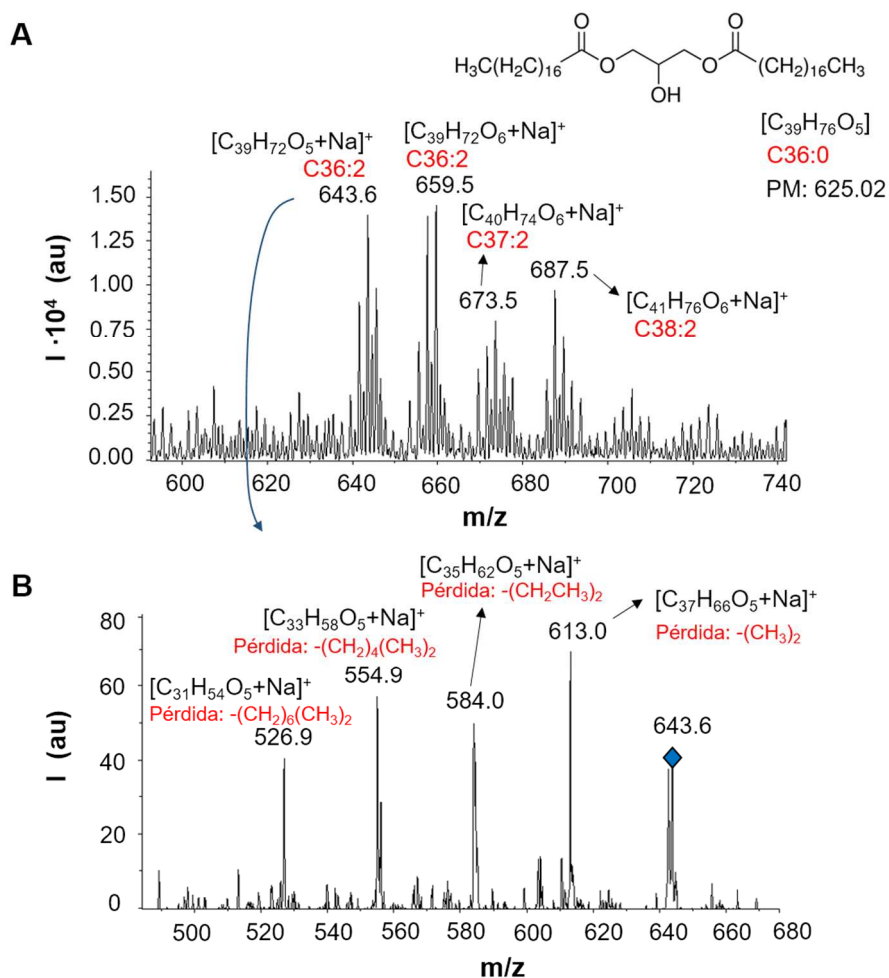 A
O
O
H₃C(H₂C)₁₆
O
O
(CH₂)₁₆CH₃
OH
[C₃₉H₇₂O₅+Na]⁺
C36:2
643.6
[C₃₉H₇₂O₆+Na]⁺
C36:2
659.5
[C₃₉H₇₆O₅]
C36:0
PM: 625.02
[C₄₀H₇₄O₆+Na]⁺
C37:2
673.5
687.5
[C₄₁H₇₆O₆+Na]⁺
C38:2
I ·10⁴ (au)
1.50
1.25
1.00
0.75
0.50
0.25
0.00
600 620 640 660 680 700 720 740
m/z
B
[C₃₅H₆₂O₅+Na]⁺
Pérdida: -(CH₂CH₃)₂
584.0
[C₃₇H₆₆O₅+Na]⁺
Pérdida: -(CH₃)₂
613.0
[C₃₃H₅₈O₅+Na]⁺
Pérdida: -(CH₂)₄(CH₃)₂
554.9
[C₃₁H₅₄O₅+Na]⁺
Pérdida: -(CH₂)₆(CH₃)₂
526.9
643.6
I (au)
80
60
40
20
0
500 520 540 560 580 600 620 640 660 680
m/z